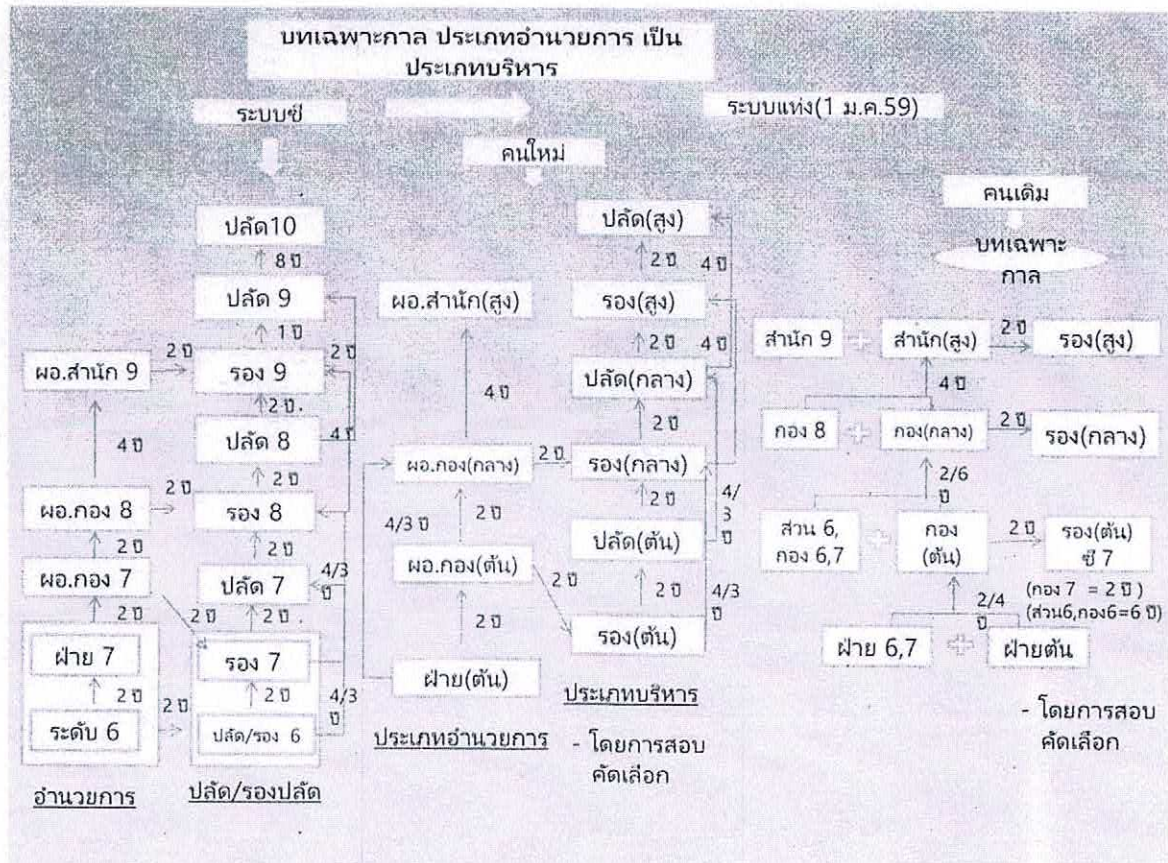 บทเฉพาะกาล ประเภทอำนวยการ เป็น
ประเภทบริหาร
ระบบซี
ระบบแท่ง(1 ม.ค.59)
คนใหม่
คนเดิม
บทเฉพาะ
กาล
ปลัด10
8 ปี
ปลัด 9
1 ปี
ผอ.สำนัก 9
2 ปี
รอง 9
2 ปี
2 ปี.
4 ปี
ปลัด 8
4 ปี
2 ปี
ผอ.กอง 8
2 ปี
รอง 8
2 ปี
2 ปี
ผอ.กอง 7
ปลัด 7
4/3
ปี
2 ปี
2 ปี
2 ปี.
ฝ่าย 7
รอง 7
2 ปี
2 ปี
2 ปี
4/3
ปี
ระดับ 6
ปลัด/รอง 6
อำนวยการ
ปลัด/รองปลัด
ผอ.สำนัก(สูง)
4 ปี
ผอ.กอง(กลาง)
2 ปี
4/3 ปี
2 ปี
ผอ.กอง(ต้น)
2 ปี
2 ปี
ฝ่าย(ต้น)
ประเภทอำนวยการ
ปลัด(สูง)
2 ปี
4 ปี
รอง(สูง)
2 ปี
4 ปี
ปลัด(กลาง)
2 ปี
รอง(กลาง)
2 ปี
4/
3
ปี
ปลัด(ต้น)
2 ปี
4/3
ปี
รอง(ต้น)
ประเภทบริหาร
- โดยการสอบ
คัดเลือก
สำนัก 9
สำนัก(สูง)
2 ปี
รอง(สูง)
4 ปี
กอง 8
กอง(กลาง)
2 ปี
รอง(กลาง)
2/6
ปี
ส่วน 6,
กอง 6,7
กอง
(ต้น)
2 ปี
รอง(ต้น)
ซี 7
(กอง 7 = 2 ปี )
(ส่วน6,กอง6=6 ปี)
2/4
ปี
ฝ่าย 6,7
ฝ่ายต้น
- โดยการสอบ
คัดเลือก